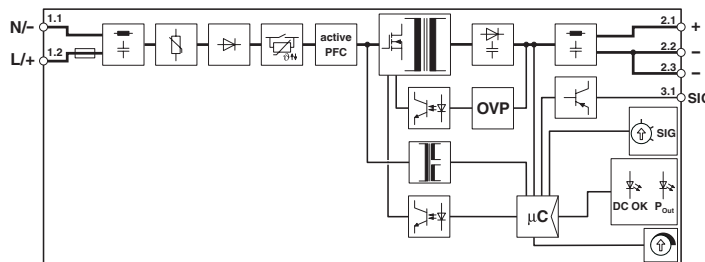 N/-
1.1
L/+
1.2
active
PFC
2.1
+
2.2
−
2.3
−
3.1
OVP
SIG
µC
DC OK
P Out